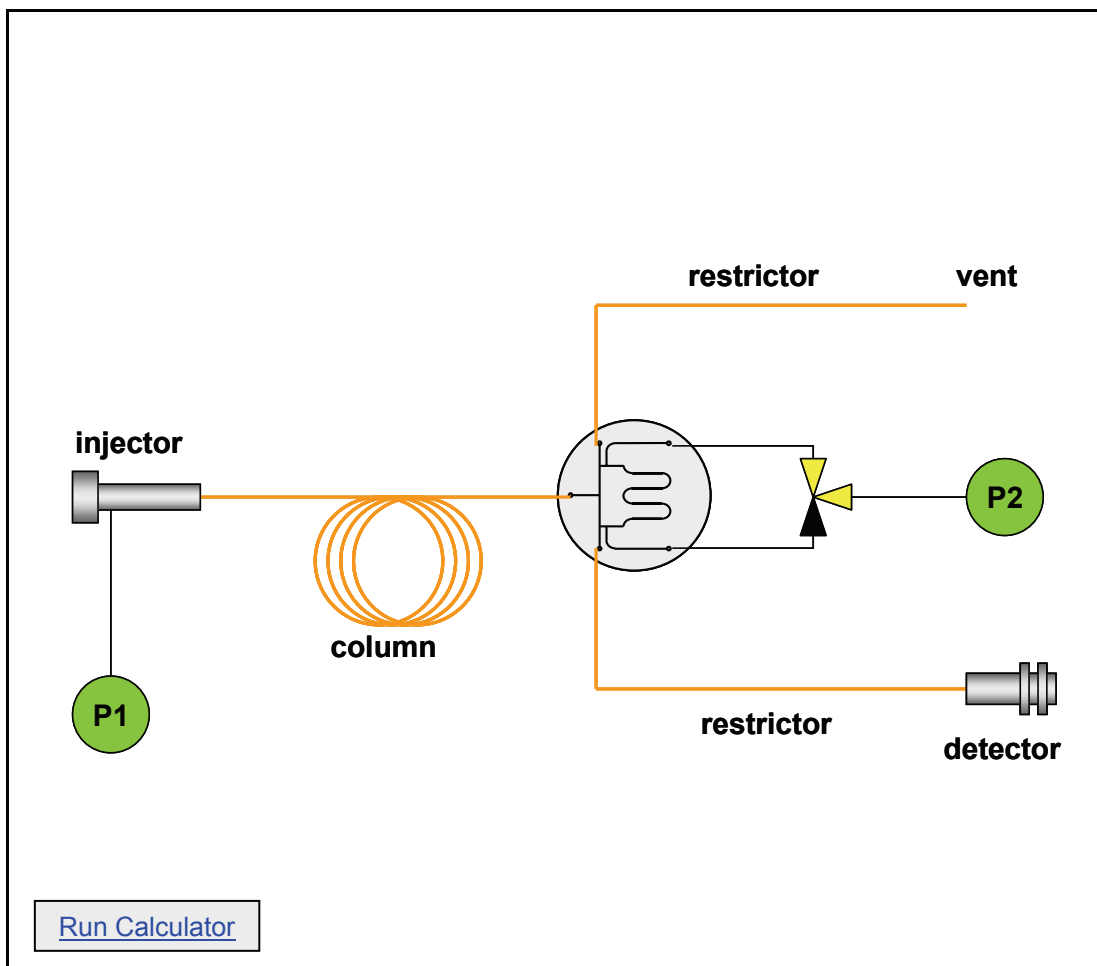 restrictor
vent
injector
P2
column
P1
restrictor
detector
Run Calculator